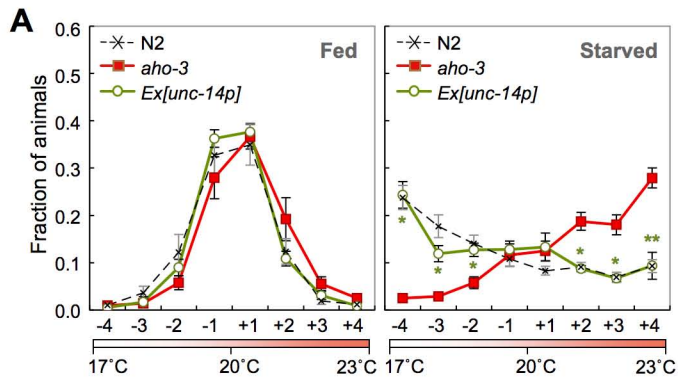 A
Fraction of animals
0.6
0.5
0.4
0.3
0.2
0.1
0.0
Fed
N2
aho-3
Ex[unc-14p]
-4 -3 -2 -1 +1 +2 +3 +4
17°C 20°C 23°C
Starved
N2
aho-3
Ex[unc-14p]
* * * * * **
-4 -3 -2 -1 +1 +2 +3 +4
17°C 20°C 23°C